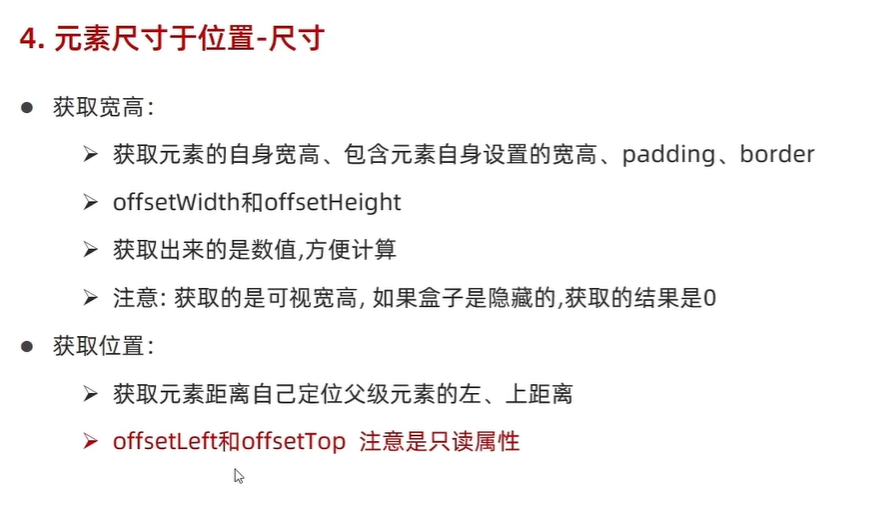 4. 元素尺寸于位置-尺寸
● 获取宽高：
➢ 获取元素的自身宽高、包含元素自身设置的宽高、padding、border
➢ offsetWidth和offsetHeight
➢ 获取出来的是数值,方便计算
➢ 注意: 获取的是可视宽高, 如果盒子是隐藏的,获取的结果是0
● 获取位置：
➢ 获取元素距离自己定位父级元素的左、上距离
➢ offsetLeft和offsetTop 注意是只读属性